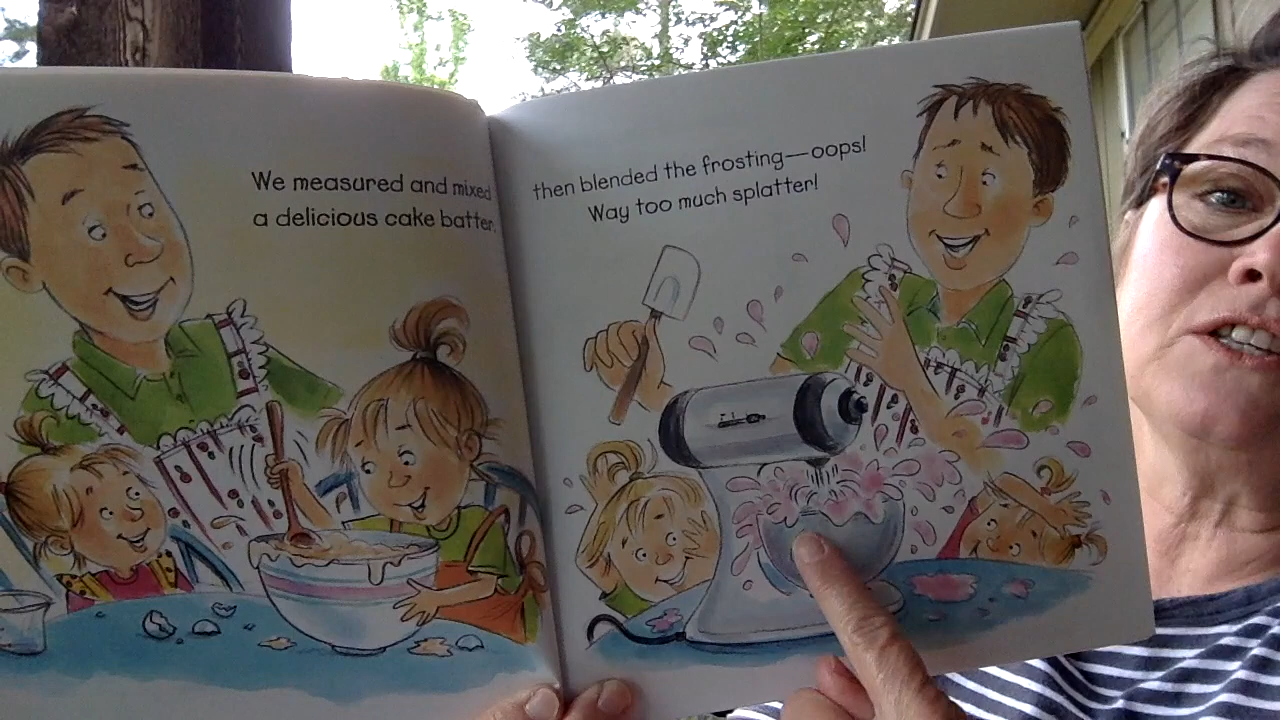 We measured and mixed
a delicious cake batter,
then blended the frosting—oops!
Way too much splatter!